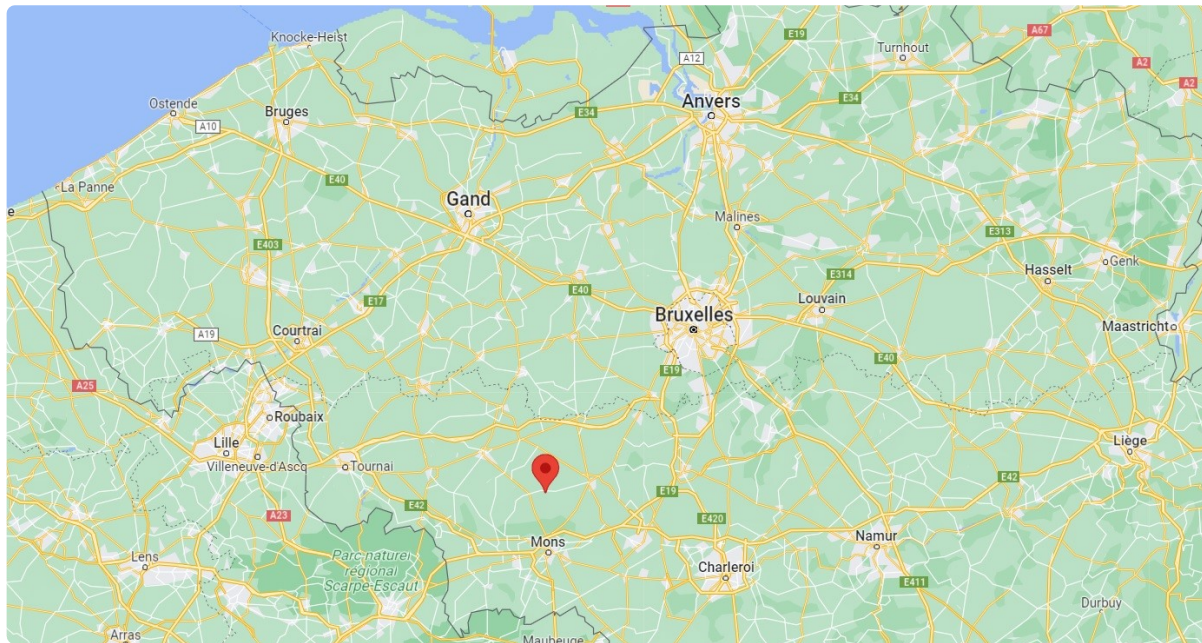 Knocke-Heist
E19
A67
A12
Turnhout
A2
Ostende
Bruges
Anvers
E34
E34
A2
A10
La Panne
E40
Gand
Malines
E403
E313
Genk
E314
Hasselt
E17
E40
Louvain
Bruxelles
A19
Courtrai
Maastricht
E40
E19
A25
Roubaix
Lille
Villeneuve-d'Ascq
Tournai
Liège
E42
E19
E42
A23
E420
Mons
Namur
Lens
Parc naturel
régional
Scarpe-Escaut
Charleroi
E411
Durbuy
Arras
Maubeuge